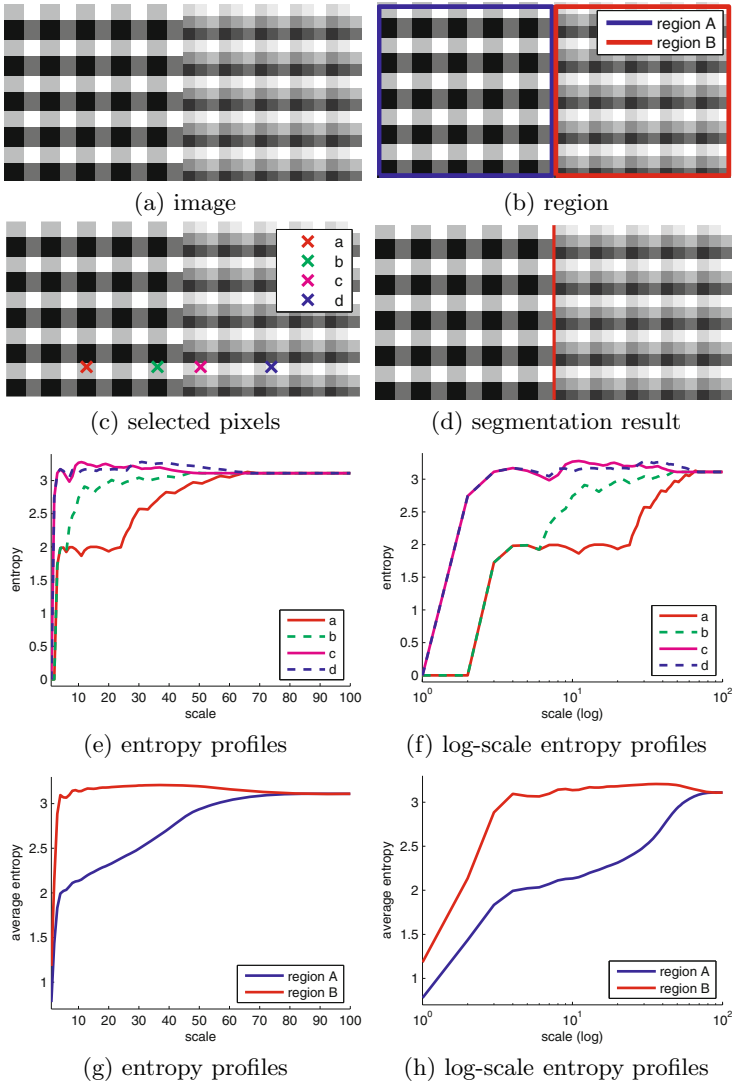 region A
region B
(a) image
(b) region
a
b
c
d
(c) selected pixels
(d) segmentation result
entropy
3
2.5
2
1.5
1
0.5
0
10 20 30 40 50 60 70 80 90 100
scale
a
b
c
d
(e) entropy profiles
entropy
3
2.5
2
1.5
1
0.5
0
10^0 10^1 10^2
scale (log)
a
b
c
d
(f) log-scale entropy profiles
average entropy
3
2.5
2
1.5
1
10 20 30 40 50 60 70 80 90 100
scale
region A
region B
(g) entropy profiles
average entropy
3
2.5
2
1.5
1
10^0 10^1 10^2
scale (log)
region A
region B
(h) log-scale entropy profiles